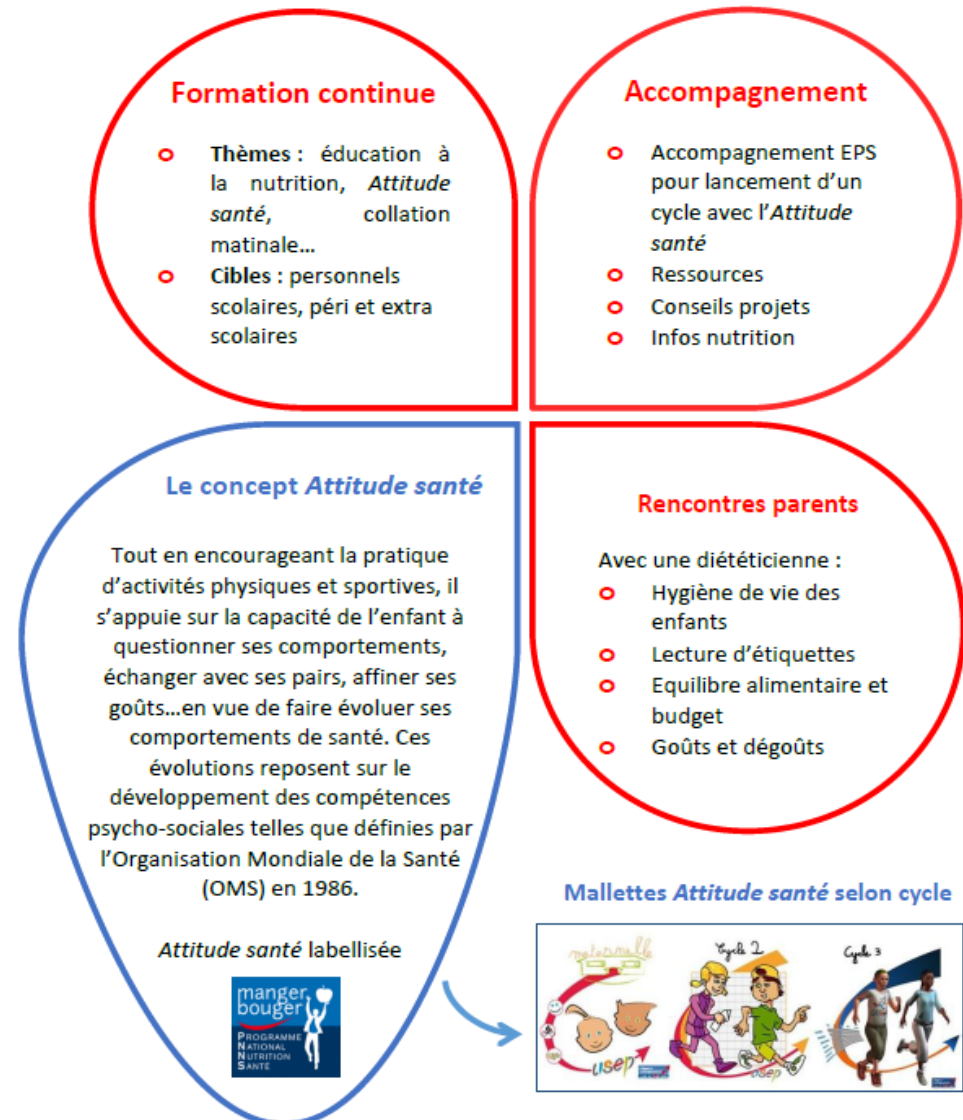 Formation continue
o Thèmes : éducation à
la nutrition, Attitude
santé, collation
matinale…
o Cibles : personnels
scolaires, péri et extra
scolaires
Accompagnement
o Accompagnement EPS
pour lancement d’un
cycle avec l’Attitude
santé
o Ressources
o Conseils projets
o Infos nutrition
Le concept Attitude santé
Tout en encourageant la pratique
d’activités physiques et sportives, il
s’appuie sur la capacité de l’enfant à
questionner ses comportements,
échanger avec ses pairs, affiner ses
goûts…en vue de faire évoluer ses
comportements de santé. Ces
évolutions reposent sur le
développement des compétences
psycho-sociales telles que définies par
l’Organisation Mondiale de la Santé
(OMS) en 1986.
Attitude santé labellisée
manger
bouger
PROGRAMME
NATIONAL
NUTRITION
SANTÉ
Rencontres parents
Avec une diététicienne :
o Hygiène de vie des
enfants
o Lecture d’étiquettes
o Equilibre alimentaire et
budget
o Goûts et dégoûts
Mallettes Attitude santé selon cycle
maternelle
usep
Cycle 2
usep
Cycle 3